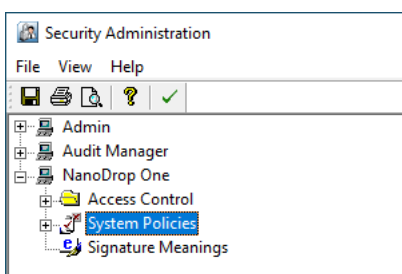 Security Administration
File View Help
Admin
Audit Manager
NanoDrop One
Access Control
System Policies
Signature Meanings